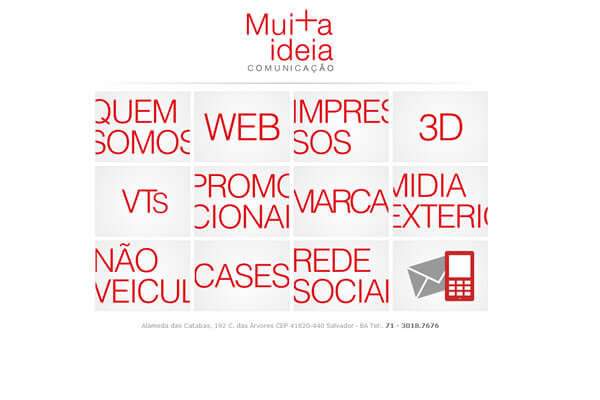 Mui+a
ideia
COMUNICAÇÃO
QUEM
SOMOS
WEB
IMPRES
SOS
3D
VTs
PROMO
CIONAI
MARCA
MIDIA
EXTERIO
NÃO
VEICUL
CASES
REDE
SOCIAI
Alameda das Catabas, 192 C. das Árvores CEP 41820-440 Salvador - BA Tel.: 71 - 3018.7676